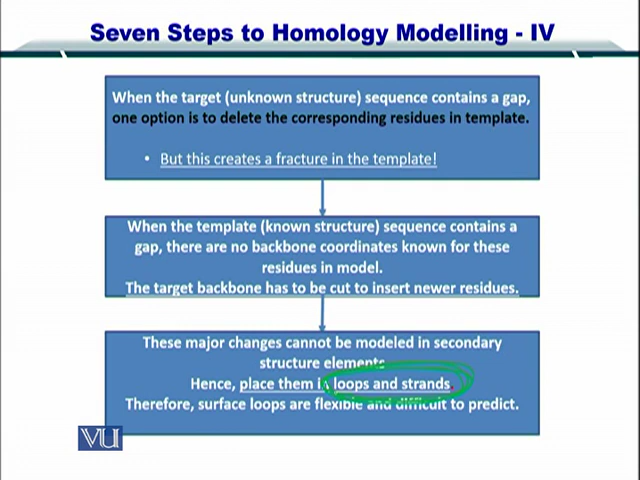 Seven Steps to Homology Modelling - IV
When the target (unknown structure) sequence contains a gap,
one option is to delete the corresponding residues in template.
• But this creates a fracture in the template!
When the template (known structure) sequence contains a
gap, there are no backbone coordinates known for these
residues in model.
The target backbone has to be cut to insert newer residues.
These major changes cannot be modeled in secondary
structure elements
Hence, place them in loops and strands.
Therefore, surface loops are flexible and difficult to predict.
VU